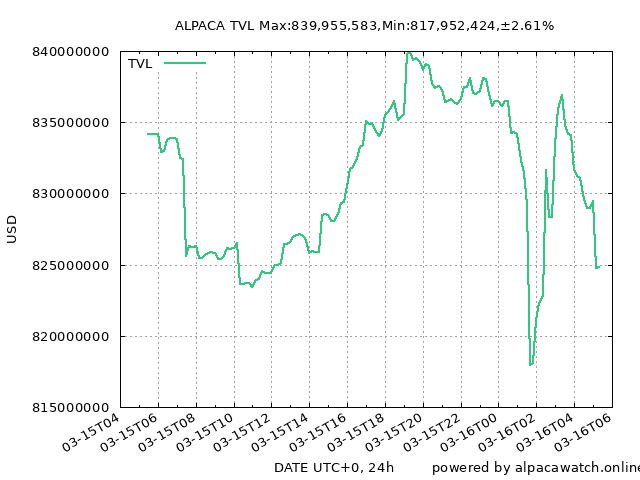 ALPACA TVL Max:839,955,583,Min:817,952,424,±2.61%
840000000
835000000
830000000
825000000
820000000
815000000
USD
TVL
03-15T04
03-15T06
03-15T08
03-15T10
03-15T12
03-15T14
03-15T16
03-15T18
03-15T20
03-15T22
03-16T00
03-16T02
03-16T04
03-16T06
DATE UTC+0, 24h
powered by alpacawatch.online